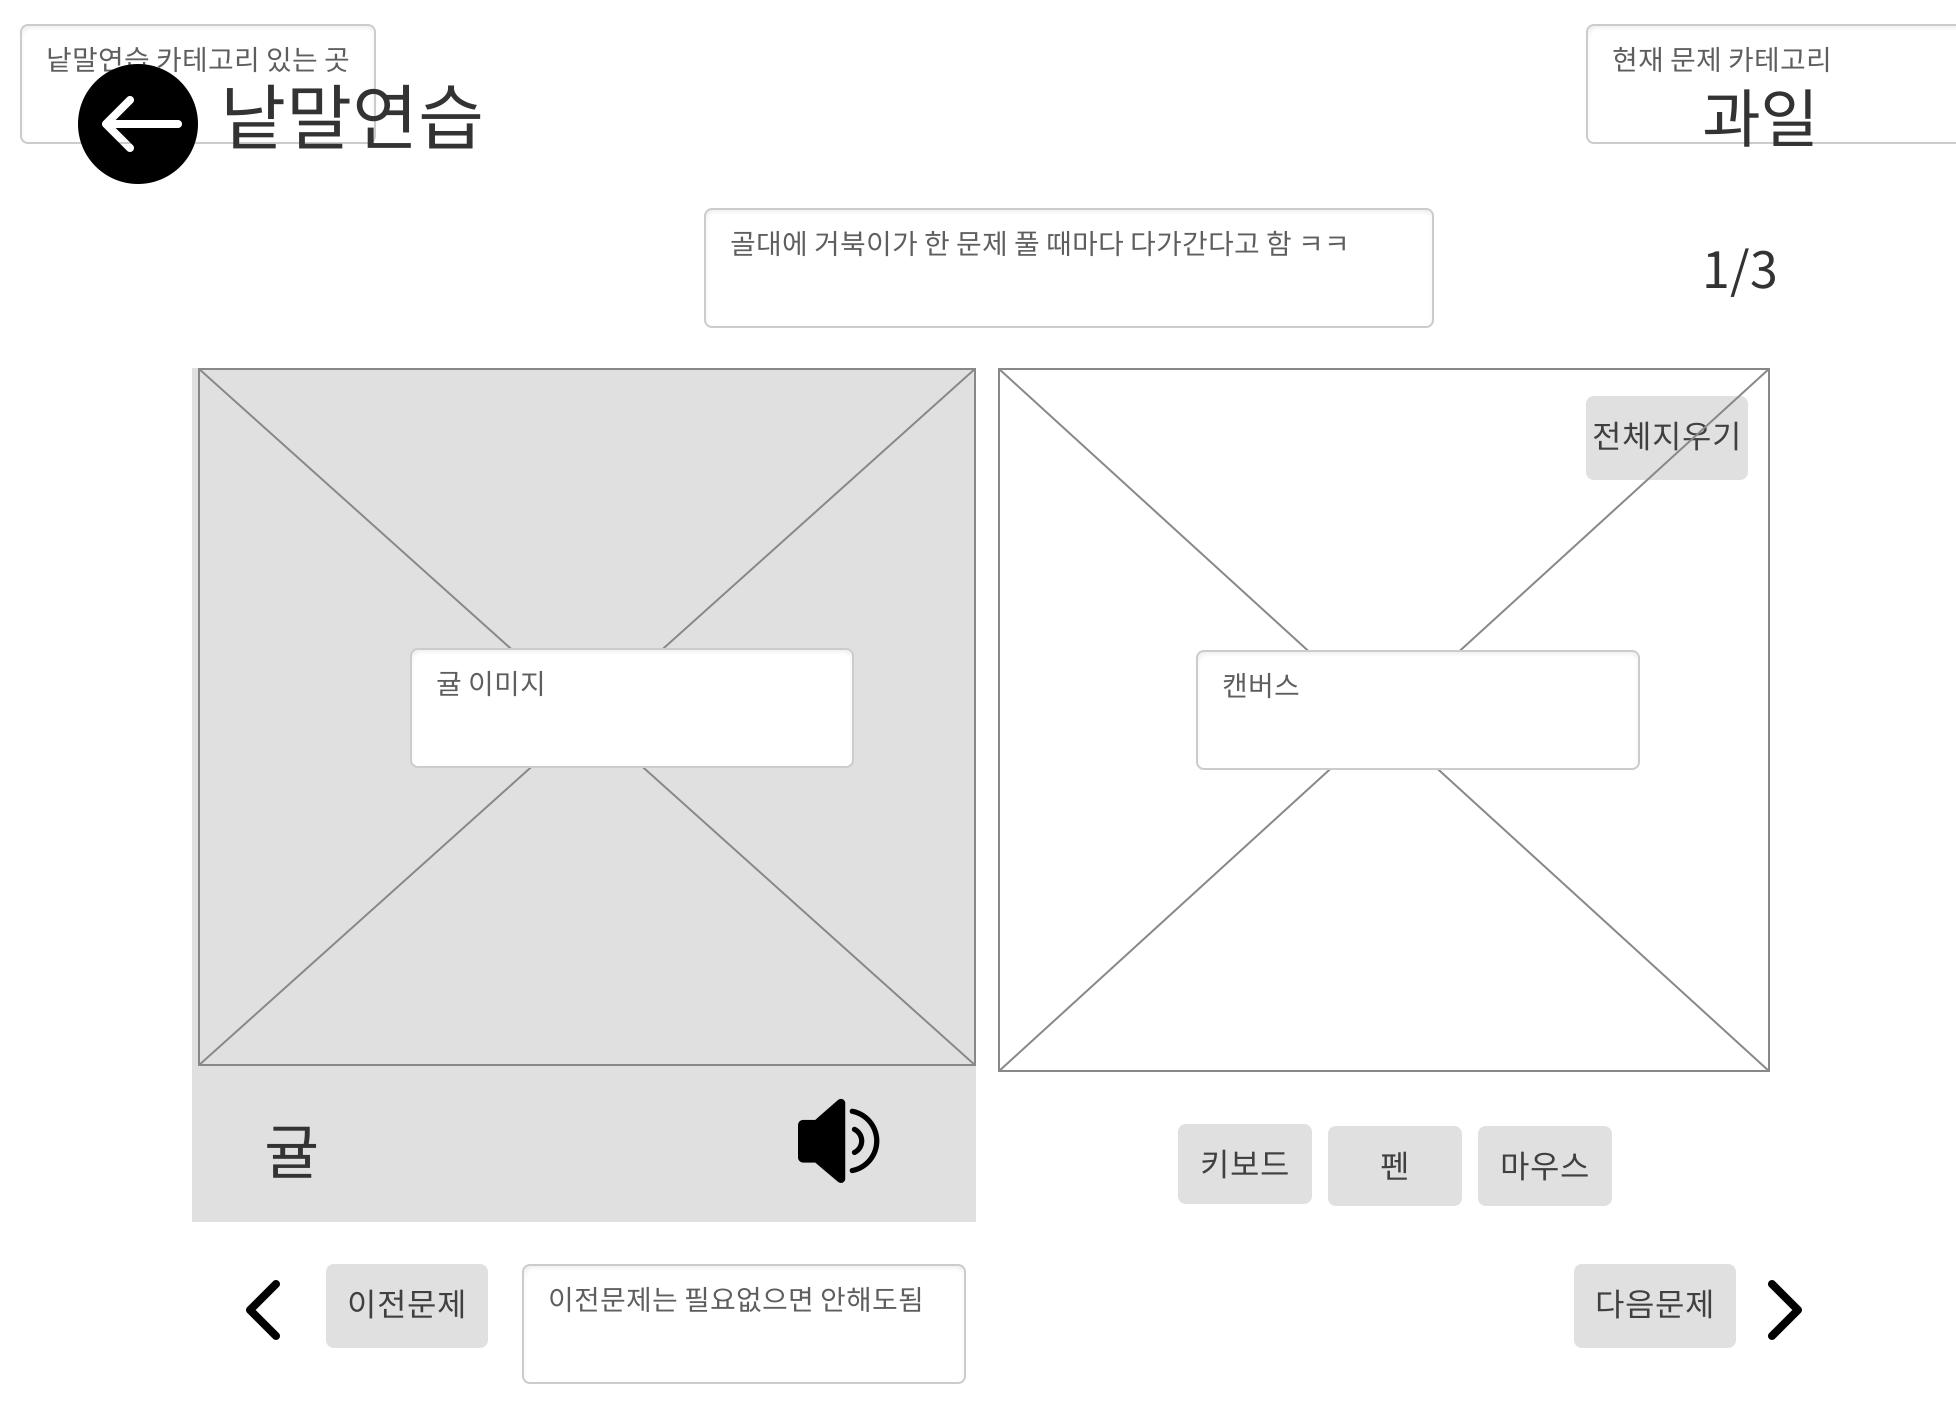 낱말연습 카테고리 있는 곳
낱말연습
현재 문제 카테고리
과일
골대에 거북이가 한 문제 풀 때마다 다가간다고 함 ㅋㅋ
1/3
전체지우기
귤 이미지
캔버스
귤
키보드
펜
마우스
이전문제
이전문제는 필요없으면 안해도됨
다음문제